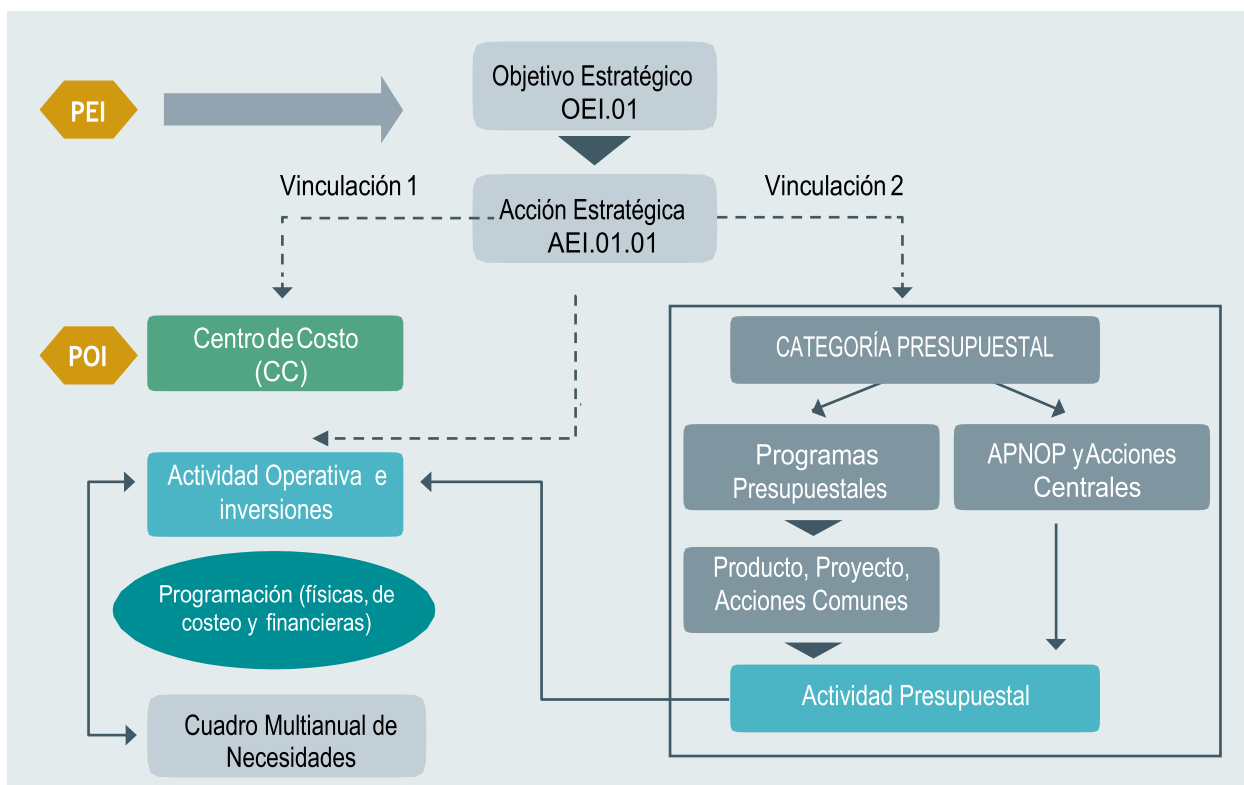 PEI
Objetivo Estratégico
OEI.01
Vinculación 1
Vinculación 2
Acción Estratégica
AEI.01.01
POI
Centro de Costo
(CC)
CATEGORÍA PRESUPUESTAL
Programas
Presupuestales
APNOP y Acciones
Centrales
Actividad Operativa e
inversiones
Producto, Proyecto,
Acciones Comunes
Programación (físicas, de
costeo y financieras)
Actividad Presupuestal
Cuadro Multianual de
Necesidades